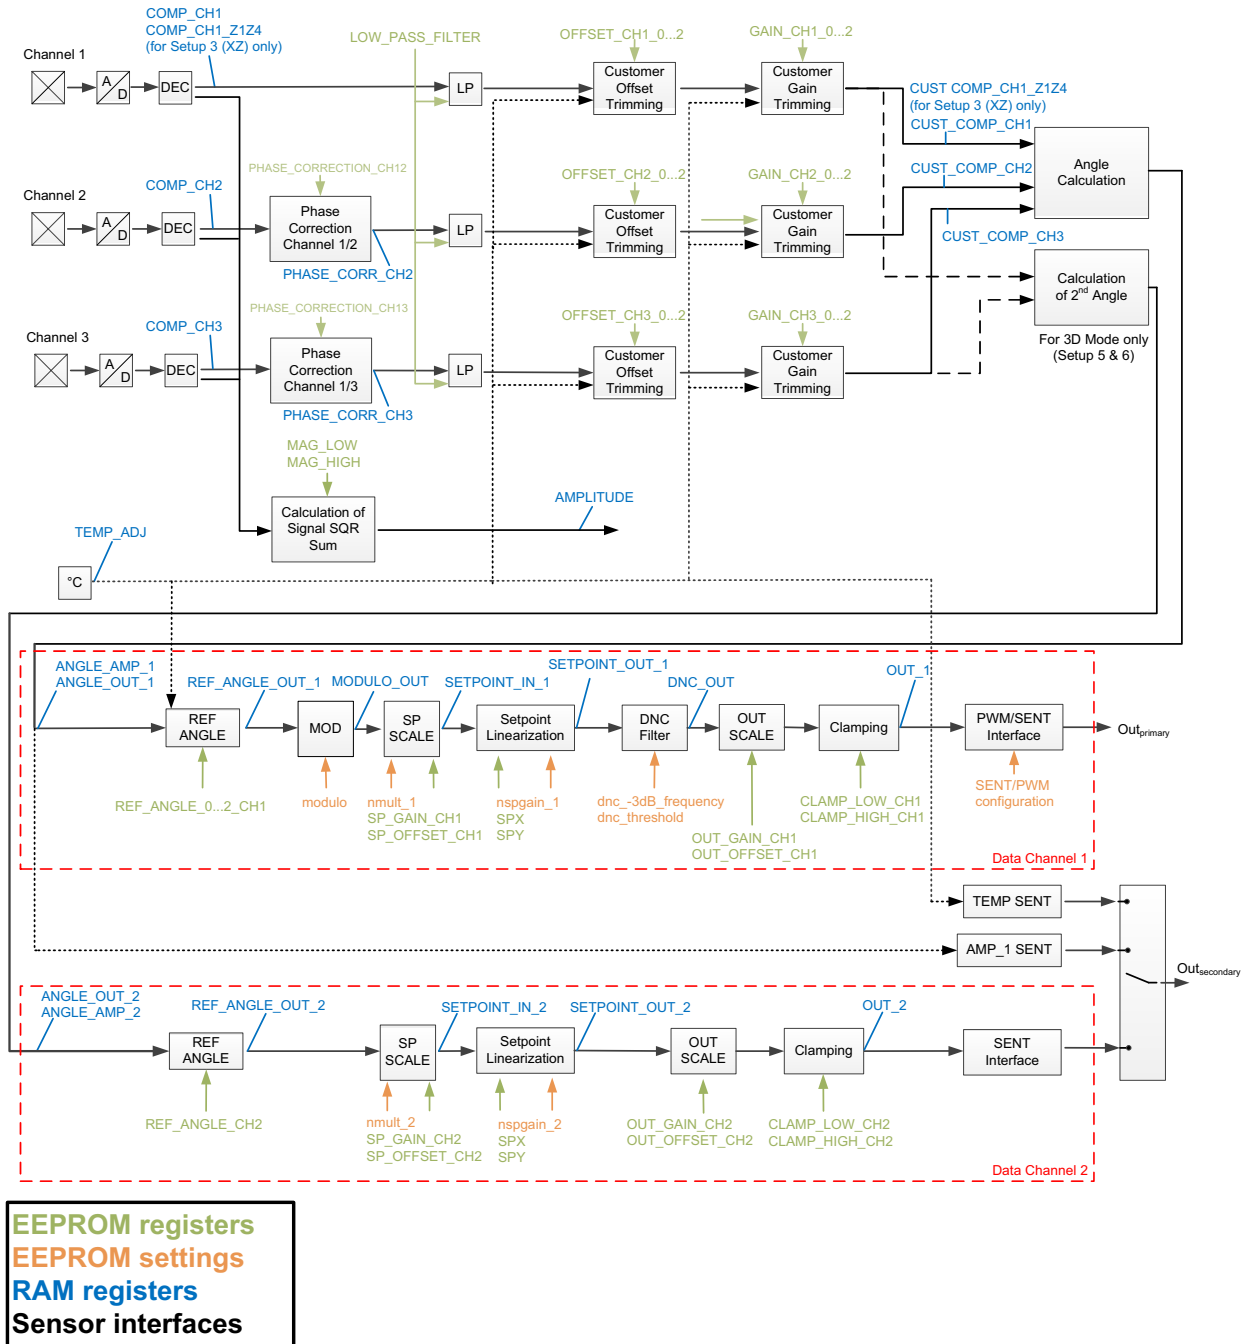 COMP_CH1
COMP_CH1_Z1Z4
(for Setup 3 (XZ) only)
LOW_PASS_FILTER
OFFSET_CH1_0...2
GAIN_CH1_0...2
Channel 1
A
D
DEC
LP
Customer
Offset
Trimming
Customer
Gain
Trimming
CUST COMP_CH1_Z1Z4
(for Setup 3 (XZ) only)
CUST_COMP_CH1
Angle
Calculation
PHASE_CORRECTION_CH12
OFFSET_CH2_0...2
GAIN_CH2_0...2
CUST_COMP_CH2
Channel 2
COMP_CH2
A
D
DEC
Phase
Correction
Channel 1/2
LP
Customer
Offset
Trimming
Customer
Gain
Trimming
CUST_COMP_CH3
PHASE_CORR_CH2
Calculation
of 2nd Angle
For 3D Mode only
(Setup 5 & 6)
PHASE_CORRECTION_CH13
OFFSET_CH3_0...2
GAIN_CH3_0...2
Channel 3
COMP_CH3
A
D
DEC
Phase
Correction
Channel 1/3
LP
Customer
Offset
Trimming
Customer
Gain
Trimming
PHASE_CORR_CH3
MAG_LOW
MAG_HIGH
Calculation of
Signal SQR
Sum
AMPLITUDE
TEMP_ADJ
°C
ANGLE_AMP_1
ANGLE_OUT_1
REF_ANGLE_OUT_1
MODULO_OUT
SETPOINT_IN_1
SETPOINT_OUT_1
DNC_OUT
OUT_1
REF
ANGLE
MOD
SP
SCALE
Setpoint
Linearization
DNC
Filter
OUT
SCALE
Clamping
PWM/SENT
Interface
Outprimary
REF_ANGLE_0...2_CH1
modulo
nmult_1
SP_GAIN_CH1
SP_OFFSET_CH1
nspgain_1
SPX
SPY
dnc_-3dB_frequency
dnc_threshold
OUT_GAIN_CH1
OUT_OFFSET_CH1
CLAMP_LOW_CH1
CLAMP_HIGH_CH1
SENT/PWM
configuration
Data Channel 1
TEMP SENT
AMP_1 SENT
Outsecondary
ANGLE_OUT_2
ANGLE_AMP_2
REF_ANGLE_OUT_2
SETPOINT_IN_2
SETPOINT_OUT_2
OUT_2
REF
ANGLE
SP
SCALE
Setpoint
Linearization
OUT
SCALE
Clamping
SENT
Interface
REF_ANGLE_CH2
nmult_2
SP_GAIN_CH2
SP_OFFSET_CH2
nspgain_2
SPX
SPY
OUT_GAIN_CH2
OUT_OFFSET_CH2
CLAMP_LOW_CH2
CLAMP_HIGH_CH2
Data Channel 2
EEPROM registers
EEPROM settings
RAM registers
Sensor interfaces